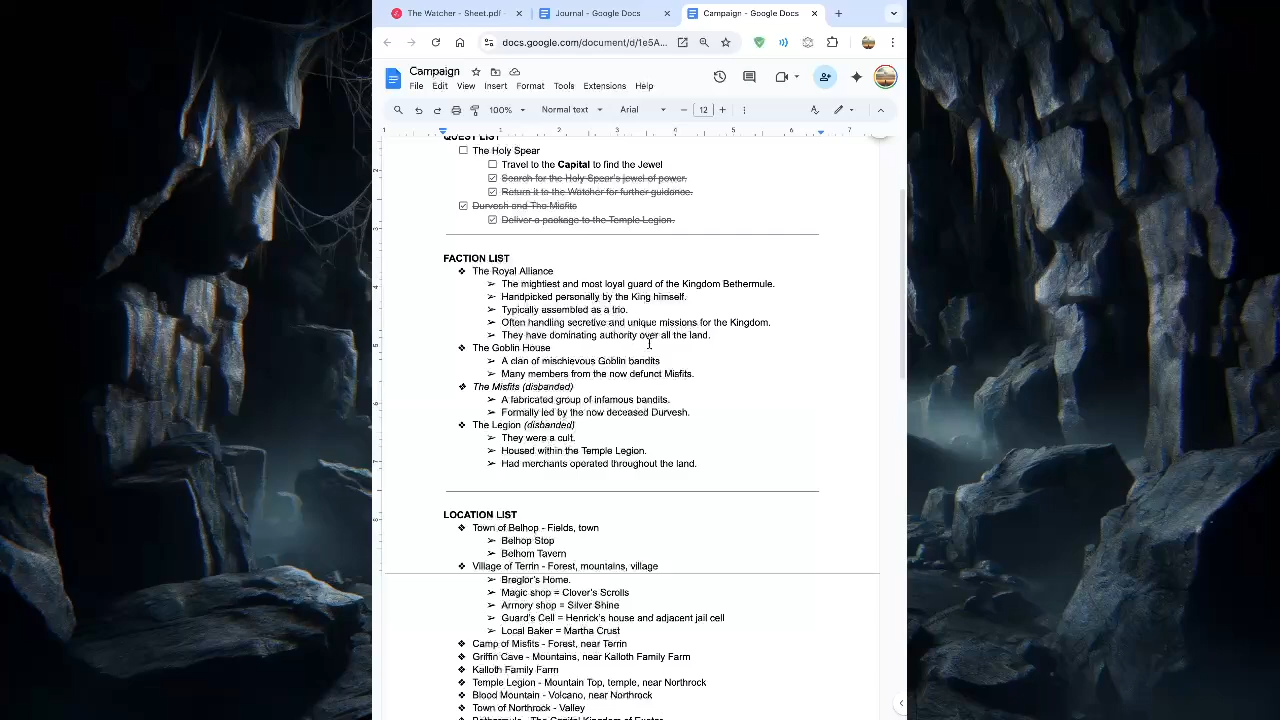 The Watcher - Sheet.pdf
Journal - Google Docs
Campaign - Google Docs
docs.google.com/document/d/1e5A...
Campaign
File Edit View Insert Format Tools Extensions Help
100% Normal text Arial 12
1 1 2 3 4 5 6 7
QUEST LIST
The Holy Spear
Travel to the Capital to find the Jewel
Search for the Holy Spear's jewel of power.
Return it to the Watcher for further guidance.
Durvesh and The Misfits
Deliver a package to the Temple Legion.
FACTION LIST
❖ The Royal Alliance
➢ The mightiest and most loyal guard of the Kingdom Bethermule.
➢ Handpicked personally by the King himself.
➢ Typically assembled as a trio.
➢ Often handling secretive and unique missions for the Kingdom.
➢ They have dominating authority over all the land.
❖ The Goblin House
➢ A clan of mischievous Goblin bandits
➢ Many members from the now defunct Misfits.
❖ The Misfits (disbanded)
➢ A fabricated group of infamous bandits.
➢ Formally led by the now deceased Durvesh.
❖ The Legion (disbanded)
➢ They were a cult.
➢ Housed within the Temple Legion.
➢ Had merchants operated throughout the land.
LOCATION LIST
❖ Town of Belhop - Fields, town
➢ Belhop Stop
➢ Belhom Tavern
❖ Village of Terrin - Forest, mountains, village
➢ Breglor's Home.
➢ Magic shop = Clover's Scrolls
➢ Armory shop = Silver Shine
➢ Guard's Cell = Henrick's house and adjacent jail cell
➢ Local Baker = Martha Crust
❖ Camp of Misfits - Forest, near Terrin
❖ Griffin Cave - Mountains, near Kalloth Family Farm
❖ Kalloth Family Farm
❖ Temple Legion - Mountain Top, temple, near Northrock
❖ Blood Mountain - Volcano, near Northrock
❖ Town of Northrock - Valley